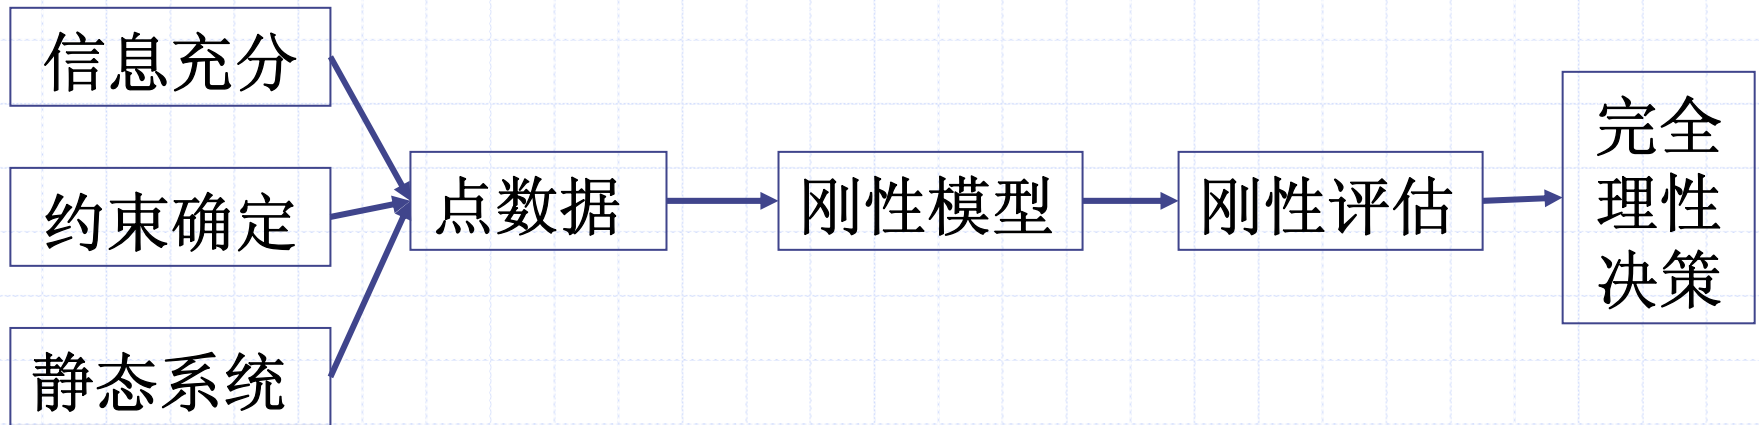 信息充分
约束确定
静态系统
点数据
刚性模型
刚性评估
完全
理性
决策